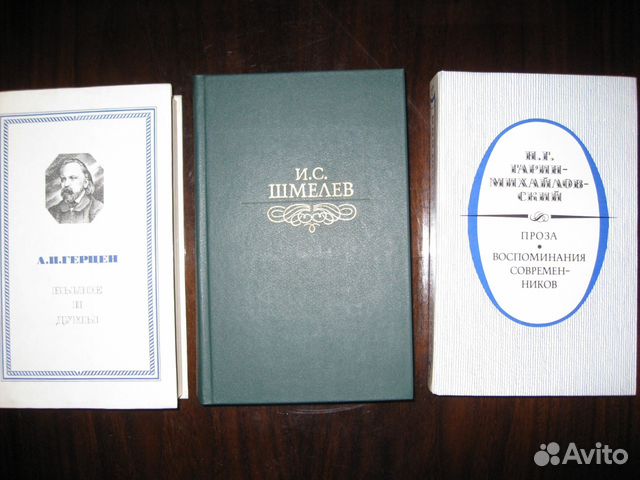 А.И.ГЕРЦЕН
БЫЛОЕ
И
ДУМЫ
И.С.
ШМЕЛЕВ
Н.Г.
ГАРИН-
МИХАЙЛОВ-
СКИЙ
ПРОЗА
•
ВОСПОМИНАНИЯ
СОВРЕМЕН-
НИКОВ
Avito